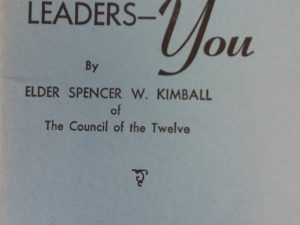 LEADERS—You
By
ELDER SPENCER W. KIMBALL
of
The Council of the Twelve